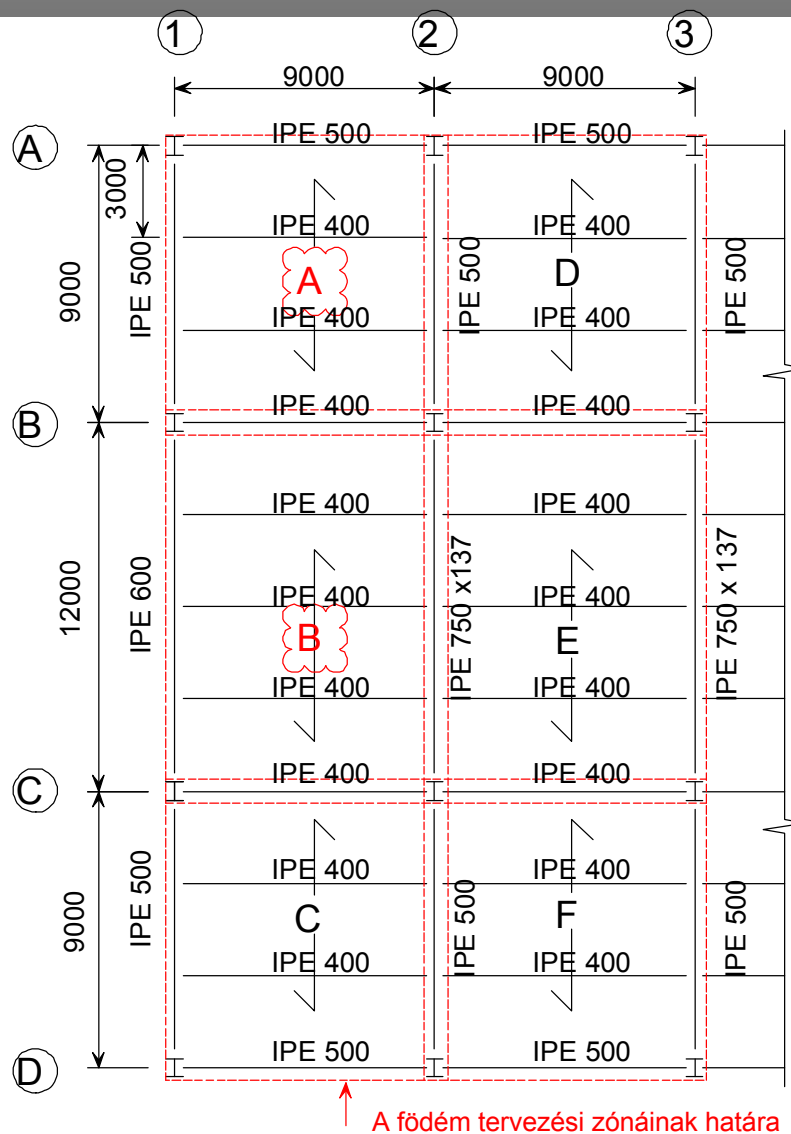 1 2 3
9000 9000
A IPE 500 IPE 500
3000
IPE 400 IPE 400
9000 IPE 500 A IPE 500 D IPE 500
IPE 400 IPE 400
B IPE 400 IPE 400
IPE 400 IPE 400
12000 IPE 600 IPE 400 IPE 750 x137 IPE 400 IPE 750 x 137
B E
IPE 400 IPE 400
C IPE 400 IPE 400
IPE 400 IPE 400
9000 IPE 500 C IPE 500 F IPE 500
IPE 400 IPE 400
D IPE 500 IPE 500
A födém tervezési zónáinak határa